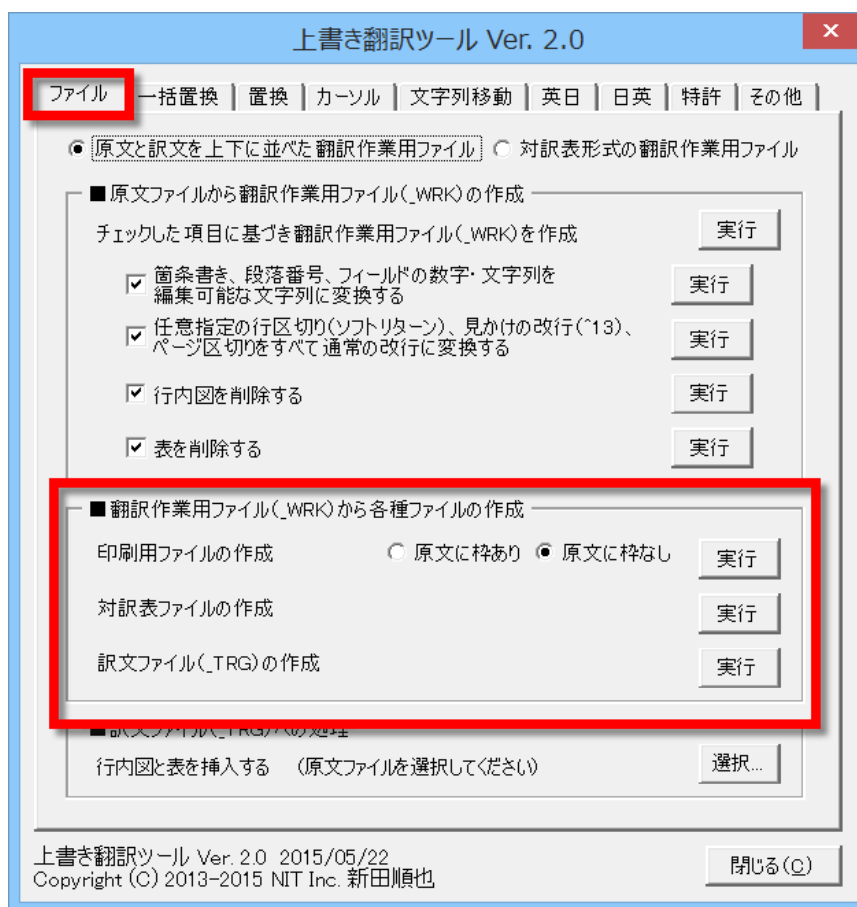 上書き翻訳ツール Ver. 2.0
ファイル 一括置換 置換 カーソル 文字列移動 英日 日英 特許 その他
原文と訳文を上下に並べた翻訳作業用ファイル 対訳表形式の翻訳作業用ファイル
■原文ファイルから翻訳作業用ファイル(_WRK)の作成
チェックした項目に基づき翻訳作業用ファイル(_WRK)を作成 実行
箇条書き、段落番号、フィールドの数字・文字列を
編集可能な文字列に変換する 実行
任意指定の行区切り(ソフトリターン)、見かけの改行(^13)、
ページ区切りをすべて通常の改行に変換する 実行
行内図を削除する 実行
表を削除する 実行
■翻訳作業用ファイル(_WRK)から各種ファイルの作成
印刷用ファイルの作成 原文に枠あり 原文に枠なし 実行
対訳表ファイルの作成 実行
訳文ファイル(_TRG)の作成 実行
■訳文ファイル(_TRG)への処理
行内図と表を挿入する (原文ファイルを選択してください) 選択...
上書き翻訳ツール Ver. 2.0 2015/05/22
Copyright (C) 2013-2015 NIT Inc. 新田順也
閉じる(C)